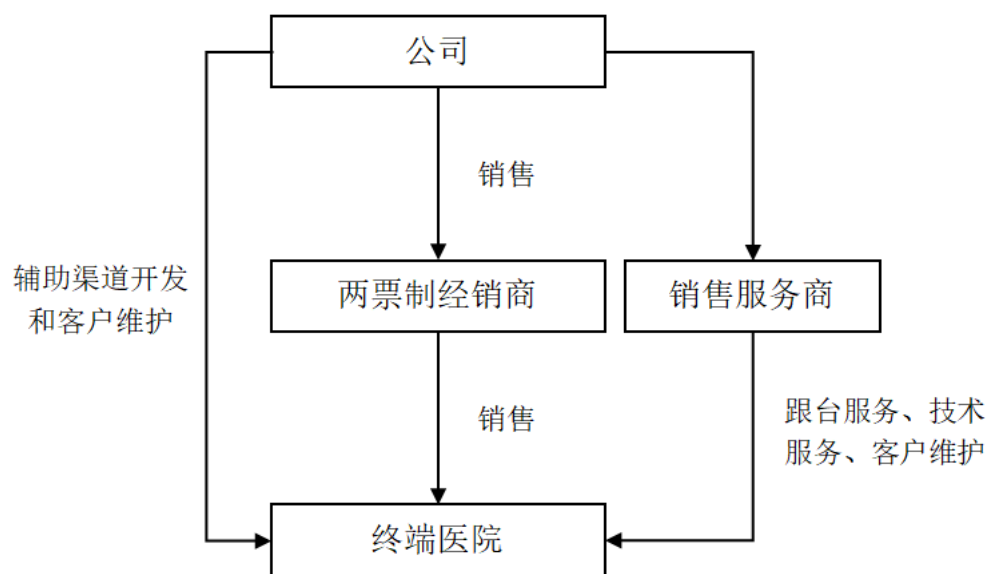 公司
销售
辅助渠道开发
和客户维护
两票制经销商
销售服务商
销售
跟台服务、技术
服务、客户维护
终端医院